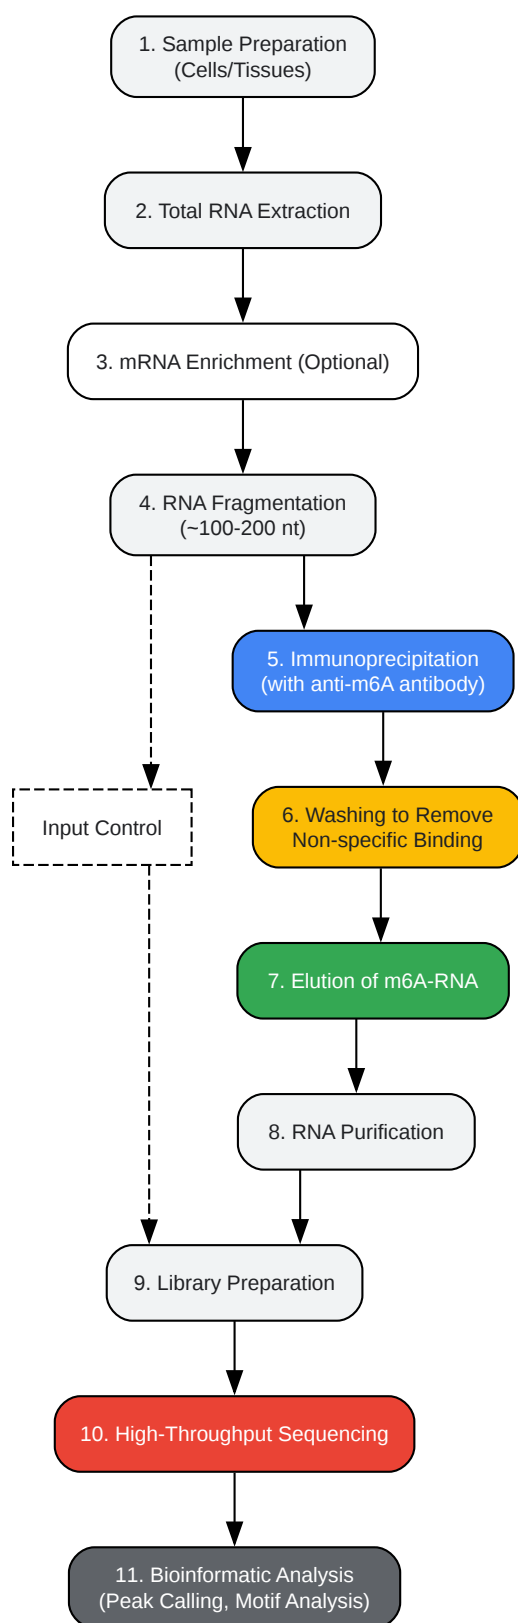 1. Sample Preparation
(Cells/Tissues)
2. Total RNA Extraction
3. mRNA Enrichment (Optional)
4. RNA Fragmentation
(~100-200 nt)
5. Immunoprecipitation
(with anti-m6A antibody)
6. Washing to Remove
Non-specific Binding
Input Control
7. Elution of m6A-RNA
8. RNA Purification
9. Library Preparation
10. High-Throughput Sequencing
11. Bioinformatic Analysis
(Peak Calling, Motif Analysis)